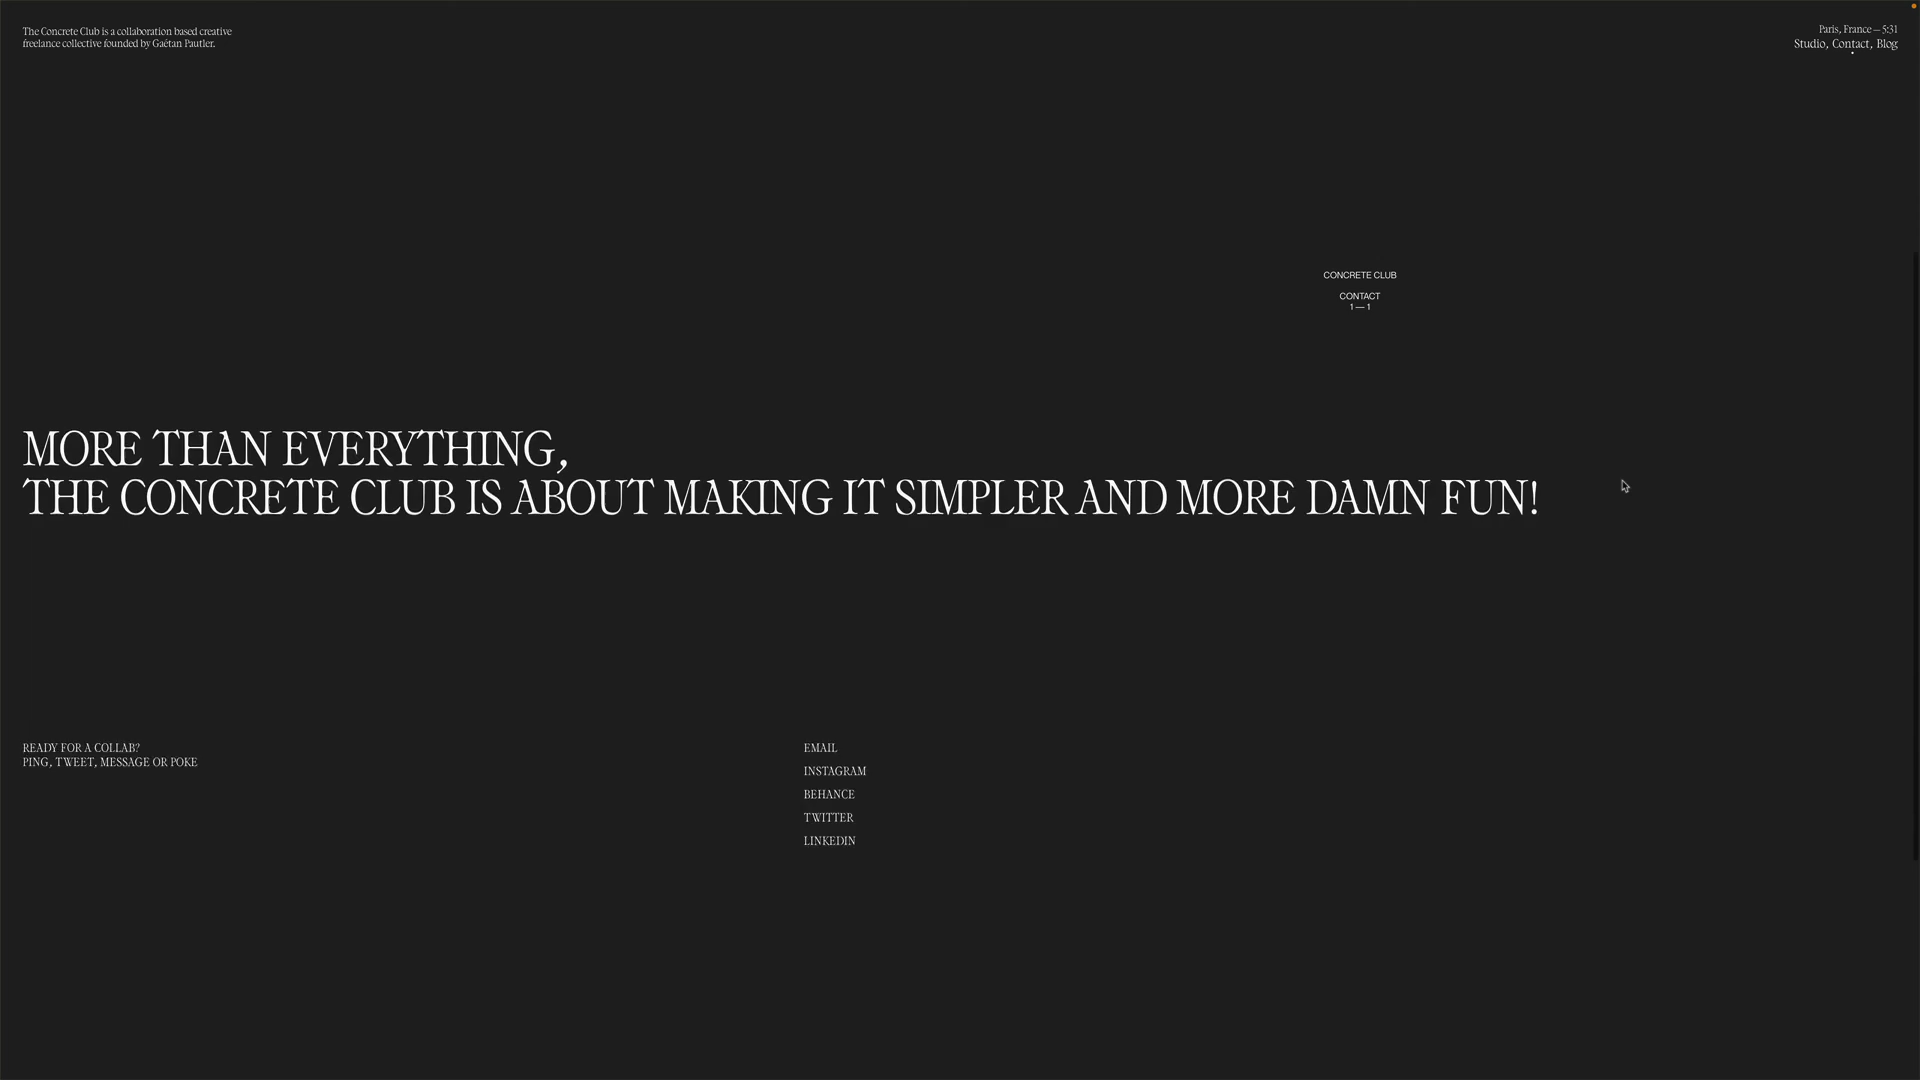 The Concrete Club is a collaboration based creative
freelance collective founded by Gaétan Pautler.
Paris, France — 5:31
Studio, Contact, Blog
CONCRETE CLUB
CONTACT
1 — 1
MORE THAN EVERYTHING,
THE CONCRETE CLUB IS ABOUT MAKING IT SIMPLER AND MORE DAMN FUN!
READY FOR A COLLAB?
PING, TWEET, MESSAGE OR POKE
EMAIL
INSTAGRAM
BEHANCE
TWITTER
LINKEDIN